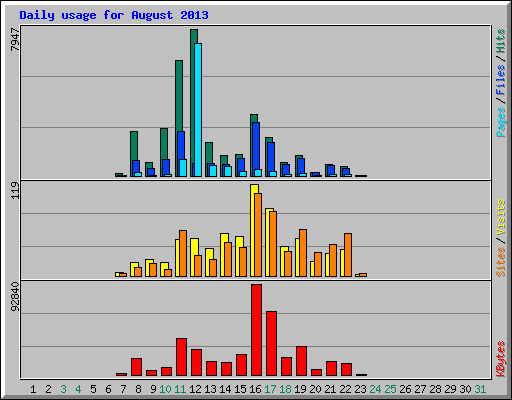 Daily usage for August 2013
7947
Pages / Files / Hits
119
Sites / Visits
92840
KBytes
1 2 3 4 5 6 7 8 9 10 11 12 13 14 15 16 17 18 19 20 21 22 23 24 25 26 27 28 29 30 31